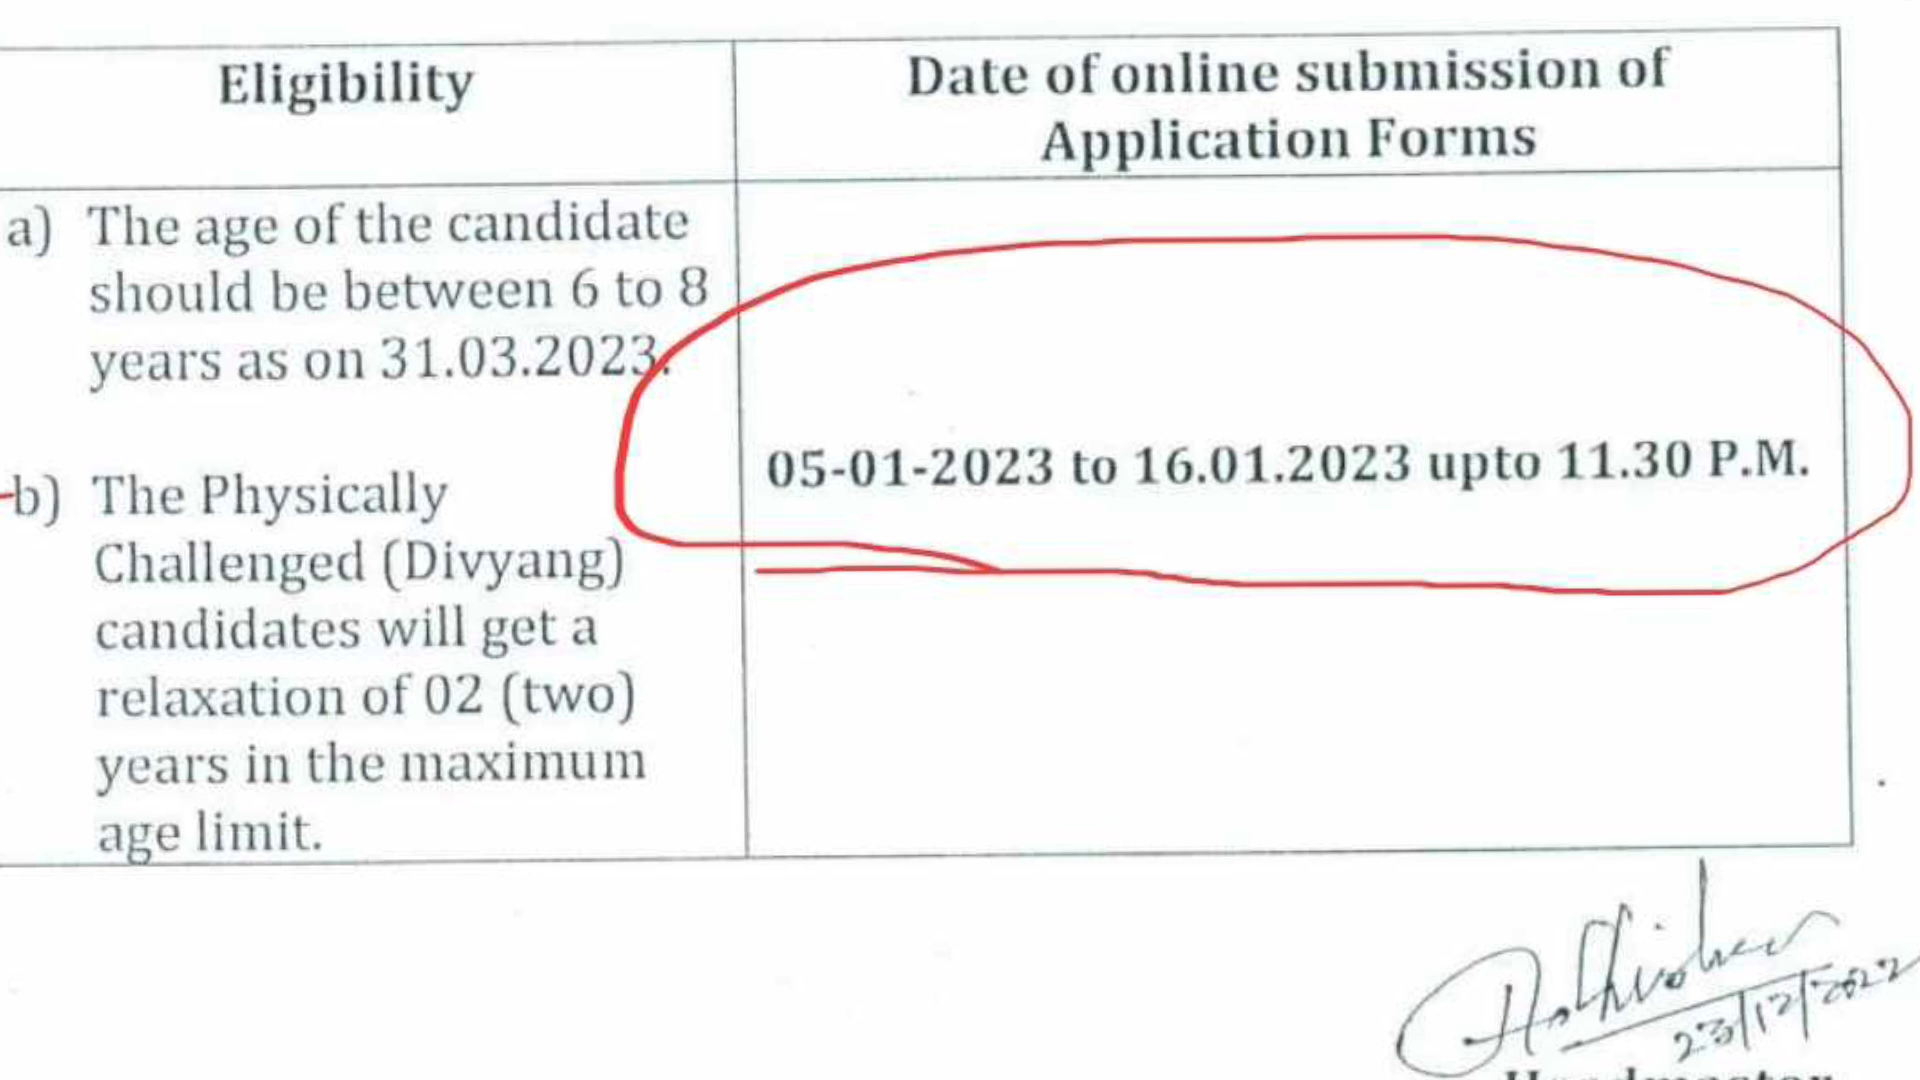 Eligibility
Date of online submission of
Application Forms
a) The age of the candidate
should be between 6 to 8
years as on 31.03.2023.
b) The Physically
Challenged (Divyang)
candidates will get a
relaxation of 02 (two)
years in the maximum
age limit.
05-01-2023 to 16.01.2023 upto 11.30 P.M.
23/12/2022
Headmaster